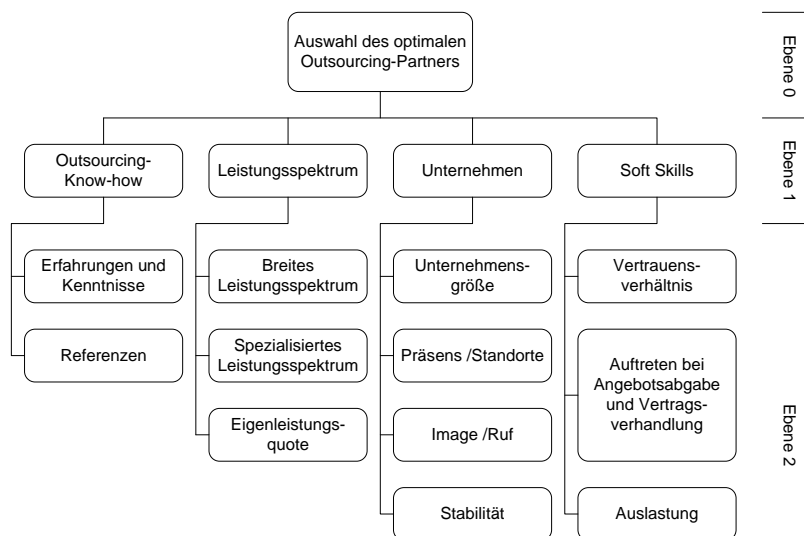 Auswahl des optimalen
Outsourcing-Partners
Ebene 0
Outsourcing-
Know-how
Leistungsspektrum
Unternehmen
Soft Skills
Ebene 1
Erfahrungen und
Kenntnisse
Referenzen
Breites
Leistungsspektrum
Spezialisiertes
Leistungsspektrum
Eigenleistungs-
quote
Unternehmens-
größe
Präsens /Standorte
Image /Ruf
Stabilität
Vertrauens-
verhältnis
Auftreten bei
Angebotsabgabe
und Vertrags-
verhandlung
Auslastung
Ebene 2